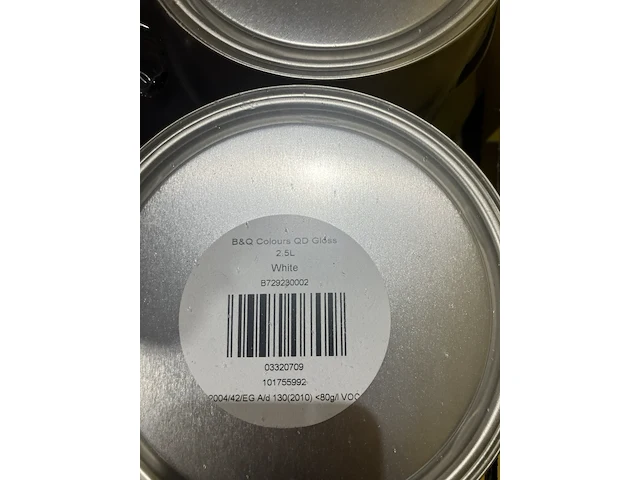 B&Q Colours QD Gloss
2.5L
White
B729230002
03320709
101755992
2004/42/EG A/d 130(2010) <80g/l VOC